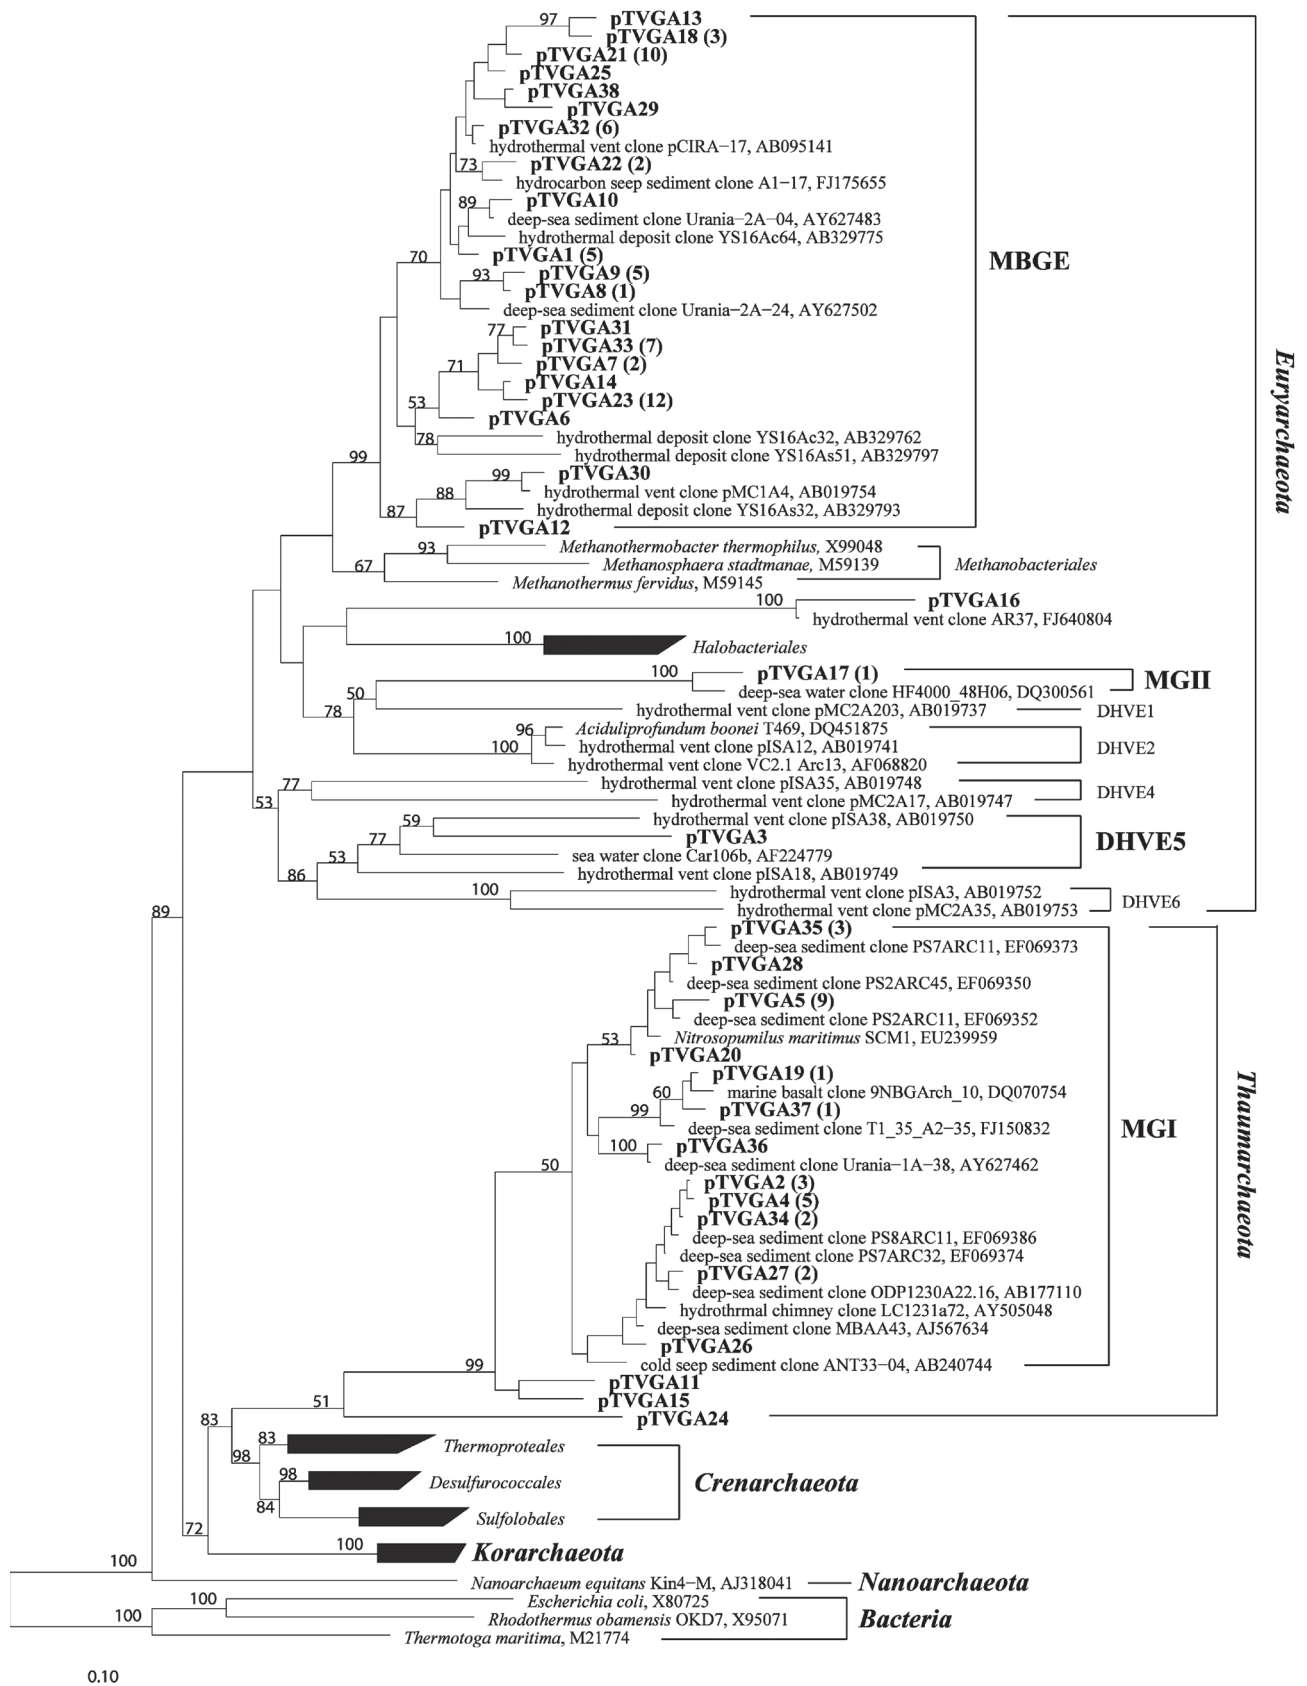 97
pTVGA13
pTVGA18 (3)
pTVGA21 (10)
pTVGA25
pTVGA38
pTVGA29
pTVGA32 (6)
hydrothermal vent clone pCIRA−17, AB095141
73
pTVGA22 (2)
hydrocarbon seep sediment clone A1−17, FJ175655
89
pTVGA10
deep-sea sediment clone Urania−2A−04, AY627483
hydrothermal deposit clone YS16Ac64, AB329775
pTVGA1 (5)
70
93
pTVGA9 (5)
pTVGA8 (1)
deep-sea sediment clone Urania−2A−24, AY627502
MBGE
77
pTVGA31
pTVGA33 (7)
71
pTVGA7 (2)
pTVGA14
53
pTVGA23 (12)
pTVGA6
78
hydrothermal deposit clone YS16Ac32, AB329762
hydrothermal deposit clone YS16As51, AB329797
Euryarchaeota
99
99
pTVGA30
88
hydrothermal vent clone pMC1A4, AB019754
87
hydrothermal deposit clone YS16As32, AB329793
pTVGA12
93
Methanothermobacter thermophilus, X99048
67
Methanosphaera stadtmanae, M59139
Methanobacteriales
Methanothermus fervidus, M59145
100
pTVGA16
hydrothermal vent clone AR37, FJ640804
100
Halobacteriales
100
pTVGA17 (1)
MGII
50
deep-sea water clone HF4000_48H06, DQ300561
78
hydrothermal vent clone pMC2A203, AB019737
DHVE1
96
Aciduliprofundum boonei T469, DQ451875
100
hydrothermal vent clone pISA12, AB019741
DHVE2
hydrothermal vent clone VC2.1 Arc13, AF068820
53
77
hydrothermal vent clone pISA35, AB019748
DHVE4
hydrothermal vent clone pMC2A17, AB019747
59
hydrothermal vent clone pISA38, AB019750
77
pTVGA3
DHVE5
53
sea water clone Car106b, AF224779
86
hydrothermal vent clone pISA18, AB019749
100
hydrothermal vent clone pISA3, AB019752
DHVE6
hydrothermal vent clone pMC2A35, AB019753
89
pTVGA35 (3)
deep-sea sediment clone PS7ARC11, EF069373
pTVGA28
deep-sea sediment clone PS2ARC45, EF069350
pTVGA5 (9)
deep-sea sediment clone PS2ARC11, EF069352
53
Nitrosopumilus maritimus SCM1, EU239959
pTVGA20
pTVGA19 (1)
60
marine basalt clone 9NBGArch_10, DQ070754
99
pTVGA37 (1)
deep-sea sediment clone T1_35_A2−35, FJ150832
MGI
100
pTVGA36
50
deep-sea sediment clone Urania−1A−38, AY627462
Thaumarchaeota
pTVGA2 (3)
pTVGA4 (5)
pTVGA34 (2)
deep-sea sediment clone PS8ARC11, EF069386
deep-sea sediment clone PS7ARC32, EF069374
pTVGA27 (2)
deep-sea sediment clone ODP1230A22.16, AB177110
hydrothrmal chimney clone LC1231a72, AY505048
deep-sea sediment clone MBAA43, AJ567634
pTVGA26
99
cold seep sediment clone ANT33−04, AB240744
pTVGA11
51
pTVGA15
83
pTVGA24
98
83
Thermoproteales
84
98
Desulfurococcales
Crenarchaeota
Sulfolobales
72
100
Korarchaeota
100
Nanoarchaeum equitans Kin4−M, AJ318041
Nanoarchaeota
100
Escherichia coli, X80725
100
Rhodothermus obamensis OKD7, X95071
Bacteria
Thermotoga maritima, M21774
0.10